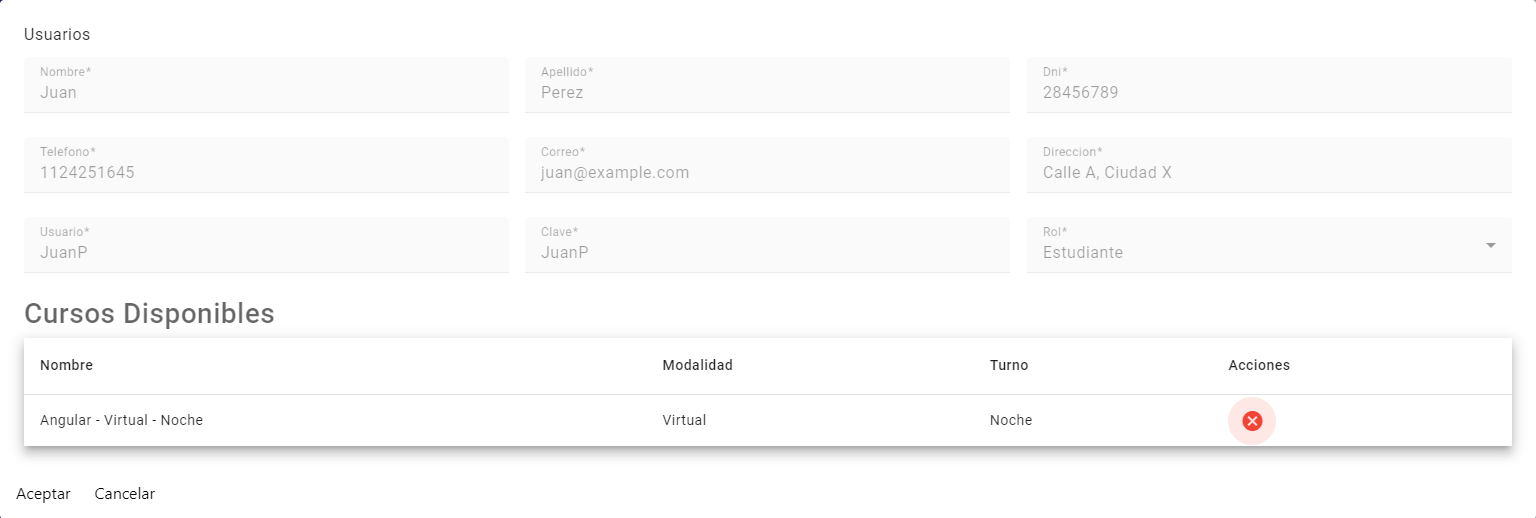 Usuarios
Nombre* Apellido* Dni*
Juan Perez 28456789
Telefono* Correo* Direccion*
1124251645 juan@example.com Calle A, Ciudad X
Usuario* Clave* Rol*
JuanP JuanP Estudiante
Cursos Disponibles
Nombre Modalidad Turno Acciones
Angular - Virtual - Noche Virtual Noche
Aceptar Cancelar